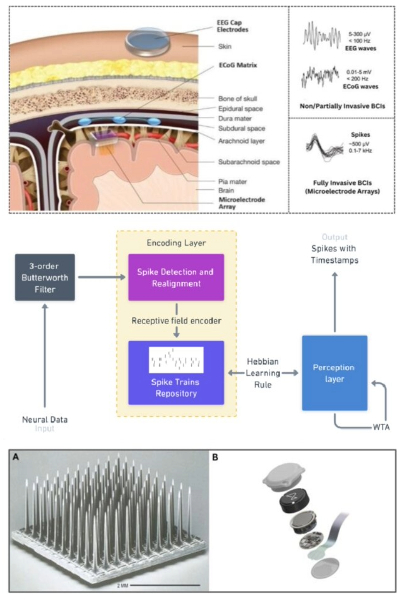 EEG Cap
Electrodes
Skin
ECoG Matrix
Bone of skull
Epidural space
Dura mater
Subdural space
Arachnoid layer
Subarachnoid space
Pia mater
Brain
Microelectrode
Array
5-300 μV
< 100 Hz
EEG waves
0.01-5 mV
< 200 Hz
ECoG waves
Non/Partially Invasive BCIs
Spikes
~500 μV
0.1-7 kHz
Fully Invasive BCIs
(Microelectrode Arrays)
3-order
Butterworth
Filter
Neural Data
Input
Encoding Layer
Spike Detection and
Realignment
Receptive field encoder
Spike Trains
Repository
Hebbian
Learning
Rule
Output
Spikes with
Timestamps
Perception
layer
WTA
A
2 mm
B